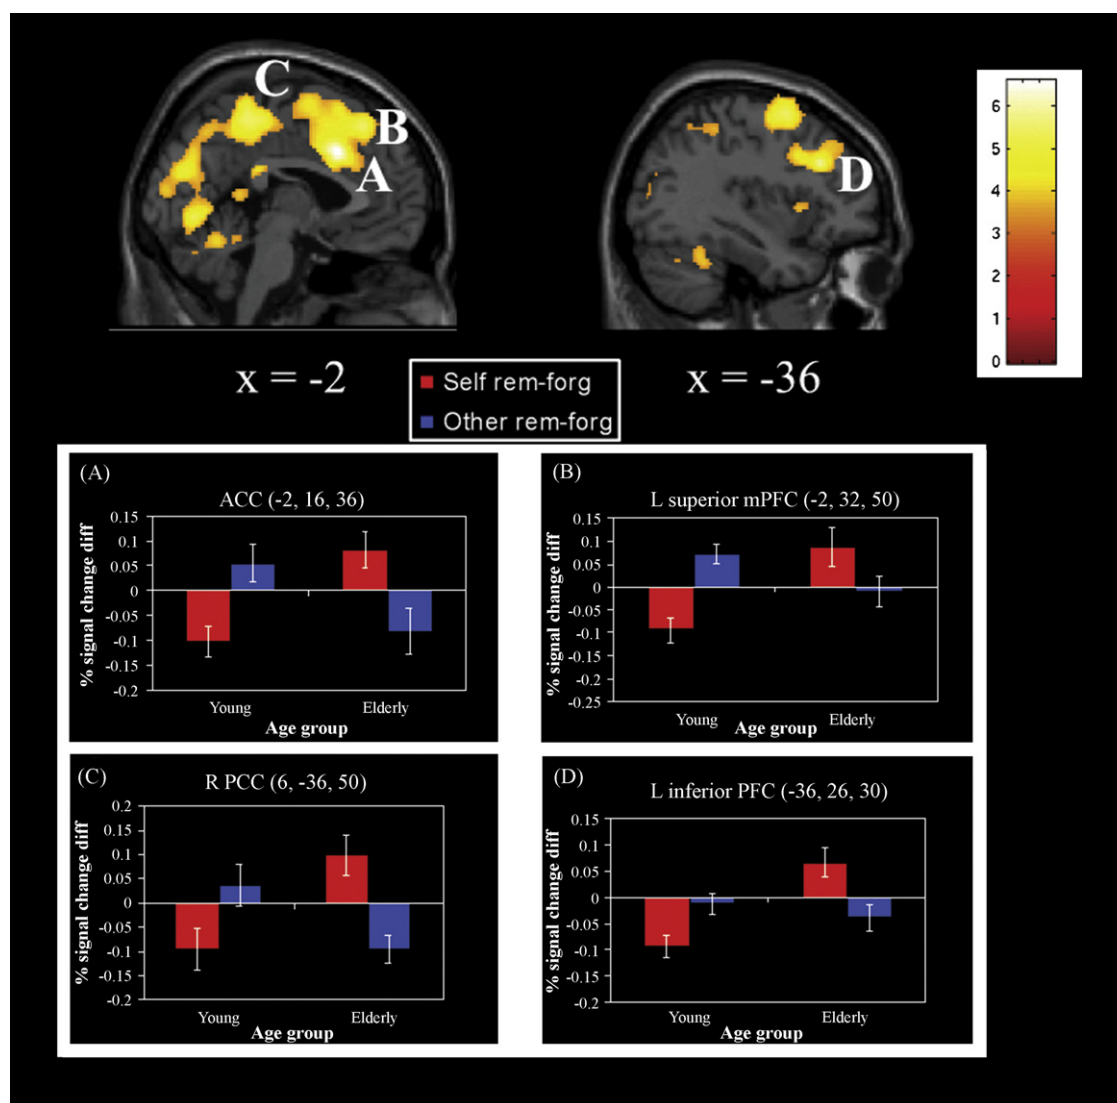 C
B
A
D
6
5
4
3
2
1
0
x = -2
Self rem-forg
Other rem-forg
x = -36
(A)
ACC (-2, 16, 36)
% signal change diff
0.15
0.1
0.05
0
-0.05
-0.1
-0.15
-0.2
Young
Elderly
Age group
(B)
L superior mPFC (-2, 32, 50)
% signal change diff
0.15
0.1
0.05
0
-0.05
-0.1
-0.15
-0.2
-0.25
Young
Elderly
Age group
(C)
R PCC (6, -36, 50)
% signal change diff
0.2
0.15
0.1
0.05
0
-0.05
-0.1
-0.15
-0.2
Young
Elderly
Age group
(D)
L inferior PFC (-36, 26, 30)
% signal change diff
0.15
0.1
0.05
0
-0.05
-0.1
-0.15
-0.2
Young
Elderly
Age group